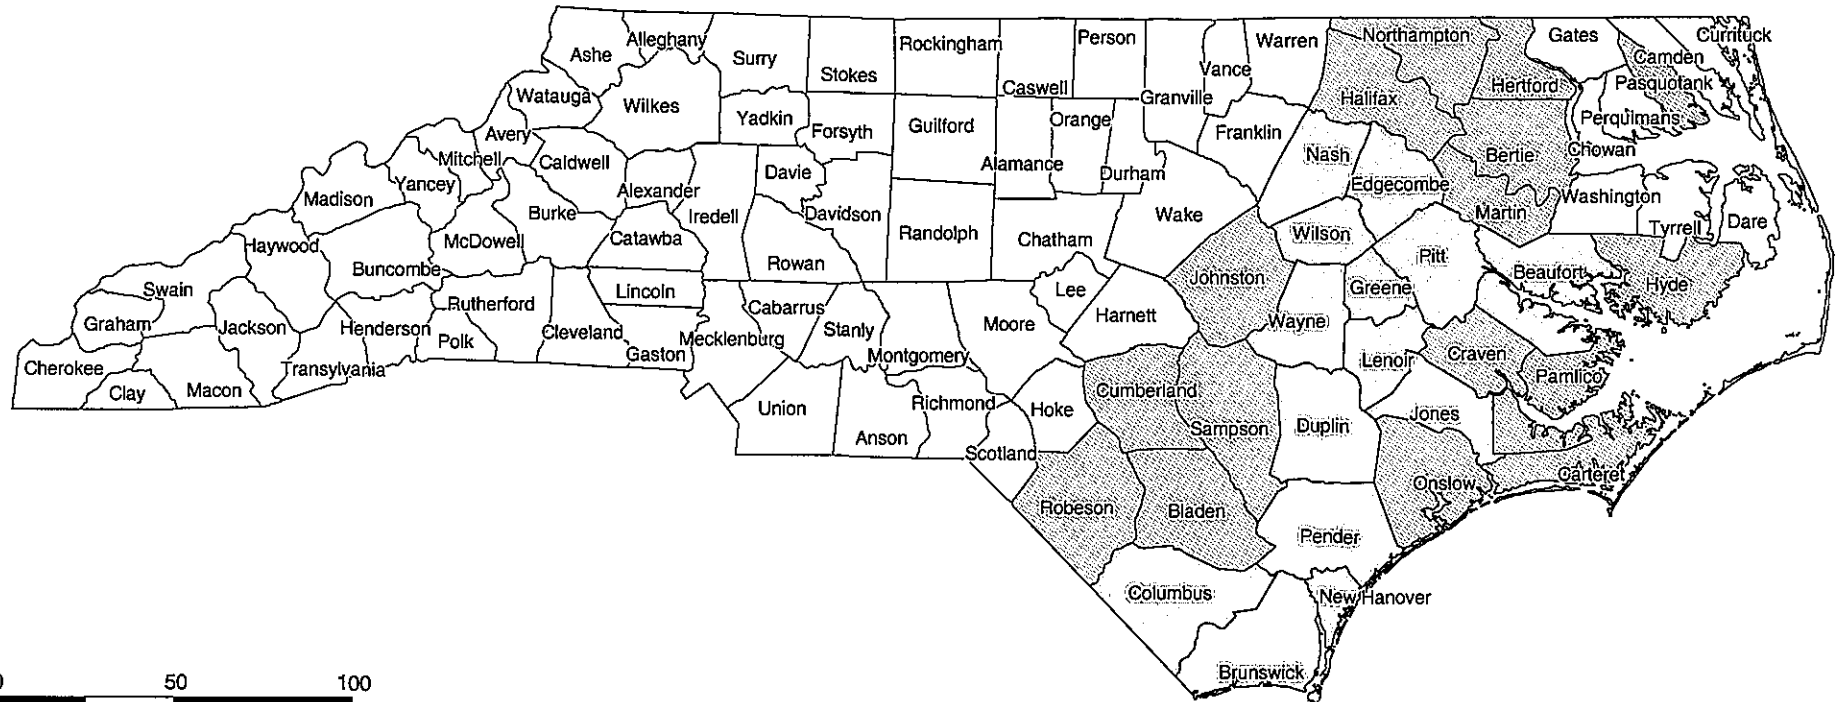 Ashe
Alleghany
Surry
Stokes
Rockingham
Caswell
Person
Granville
Vance
Warren
Northampton
Hertford
Gates
Camden
Currituck
Pasquotank
Perquimans
Chowan
Watauga
Wilkes
Yadkin
Forsyth
Guilford
Alamance
Orange
Durham
Franklin
Halifax
Nash
Edgecombe
Bertie
Martin
Washington
Tyrrell
Dare
Avery
Mitchell
Caldwell
Alexander
Davie
Iredell
Davidson
Randolph
Chatham
Wake
Johnston
Wilson
Pitt
Beaufort
Hyde
Madison
Yancey
Burke
McDowell
Catawba
Rowan
Haywood
Buncombe
Swain
Graham
Jackson
Henderson
Rutherford
Polk
Cleveland
Lincoln
Gaston
Mecklenburg
Cabarrus
Stanly
Montgomery
Moore
Lee
Harnett
Wayne
Greene
Lenoir
Craven
Pamlico
Cherokee
Clay
Macon
Transylvania
Union
Anson
Richmond
Hoke
Scotland
Cumberland
Sampson
Duplin
Jones
Onslow
Carteret
Robeson
Bladen
Pender
Columbus
New Hanover
Brunswick
0 50 100